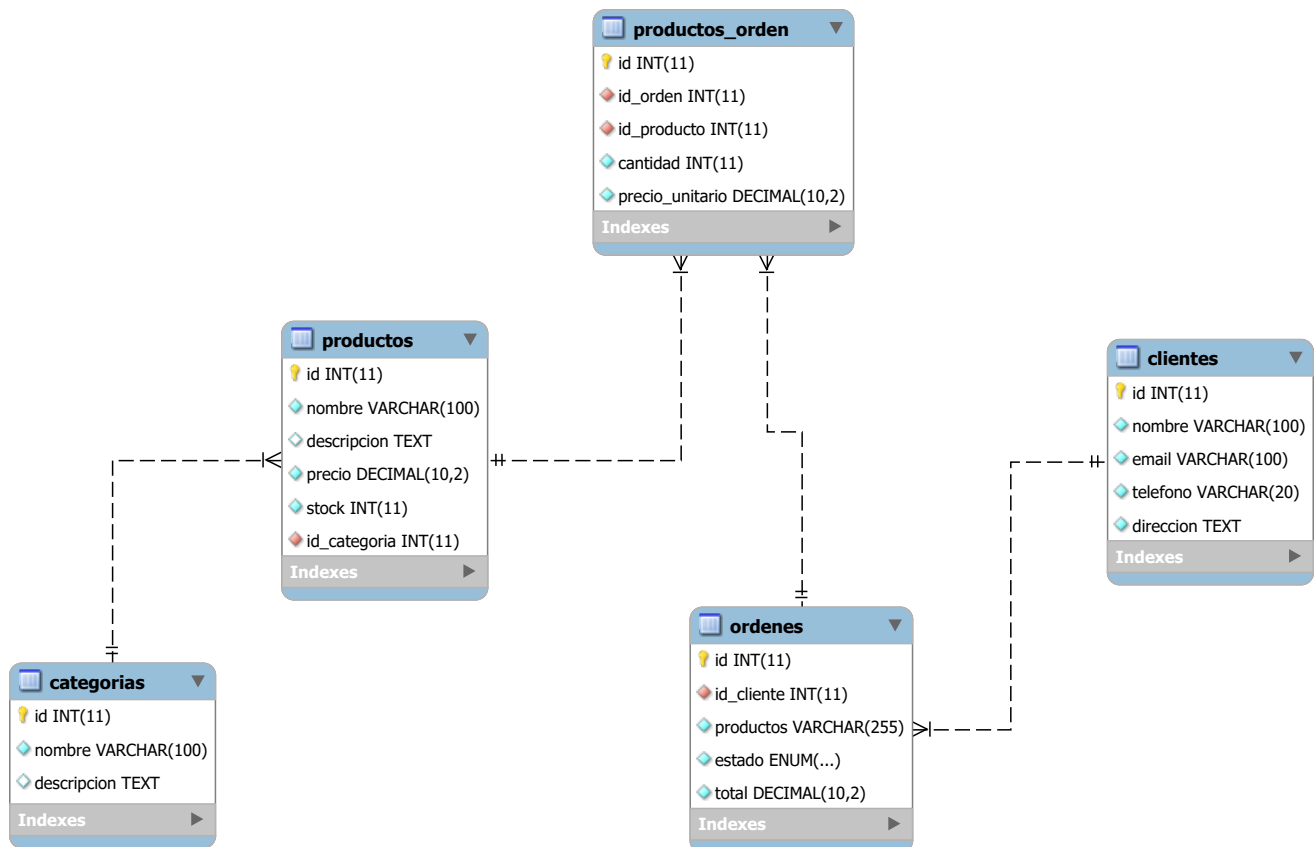 productos_orden
id INT(11)
id_orden INT(11)
id_producto INT(11)
cantidad INT(11)
precio_unitario DECIMAL(10,2)
Indexes
productos
id INT(11)
nombre VARCHAR(100)
descripcion TEXT
precio DECIMAL(10,2)
stock INT(11)
id_categoria INT(11)
Indexes
clientes
id INT(11)
nombre VARCHAR(100)
email VARCHAR(100)
telefono VARCHAR(20)
direccion TEXT
Indexes
categorias
id INT(11)
nombre VARCHAR(100)
descripcion TEXT
Indexes
ordenes
id INT(11)
id_cliente INT(11)
productos VARCHAR(255)
estado ENUM(...)
total DECIMAL(10,2)
Indexes